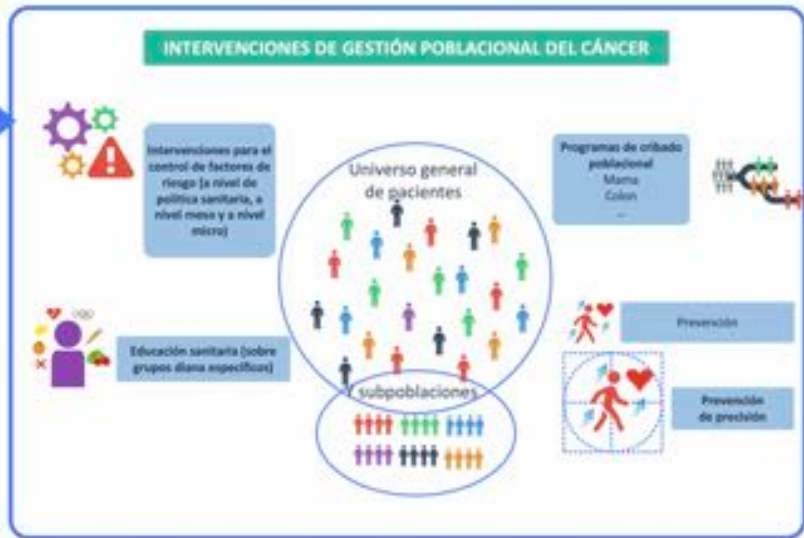 INTERVENCIONES DE GESTIÓN POBLACIONAL DEL CÁNCER
Intervenciones para el
control de factores de
riesgo (a nivel de
política sanitaria, a
nivel meso y a nivel
micro)
Educación sanitaria (sobre
grupos diana específicos)
Universo general
de pacientes
Y subpoblaciones
Programas de cribado
poblacional
Mama
Colon
...
Prevención
Prevención
de precisión